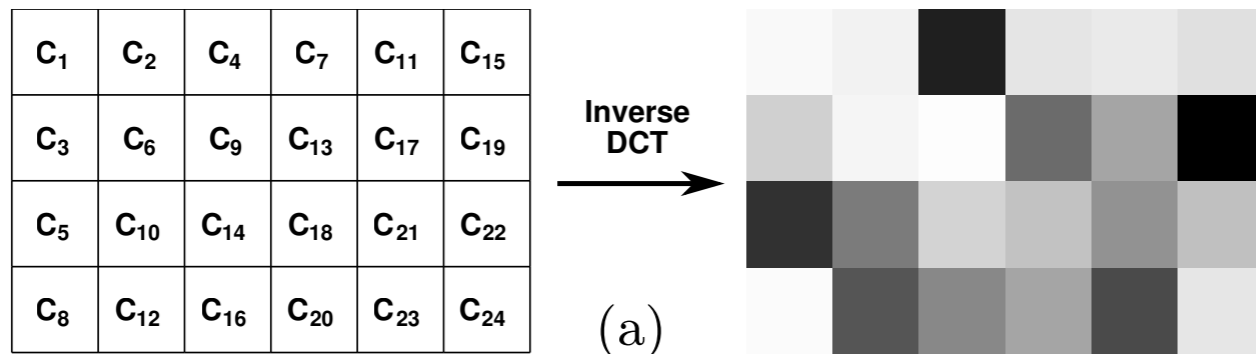 C₁ C₂ C₄ C₇ C₁₁ C₁₅
C₃ C₆ C₉ C₁₃ C₁₇ C₁₉
C₅ C₁₀ C₁₄ C₁₈ C₂₁ C₂₂
C₈ C₁₂ C₁₆ C₂₀ C₂₃ C₂₄
Inverse
DCT
(a)